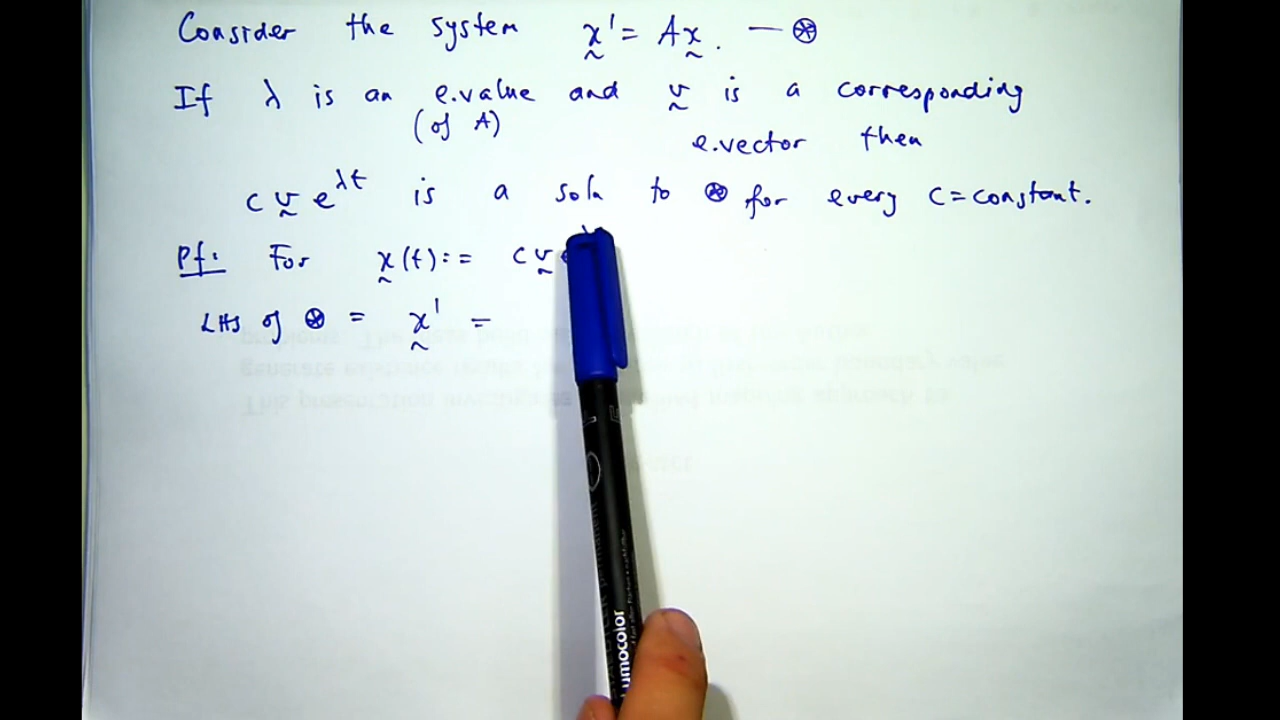 Consider the system x' = Ax. — ⊛
If λ is an e.value and v is a corresponding
(of A) e.vector then
c v e^λt is a soln to ⊛ for every c = constant.
Pf: For x(t) := c v
LHS of ⊛ = x' =
umocolor